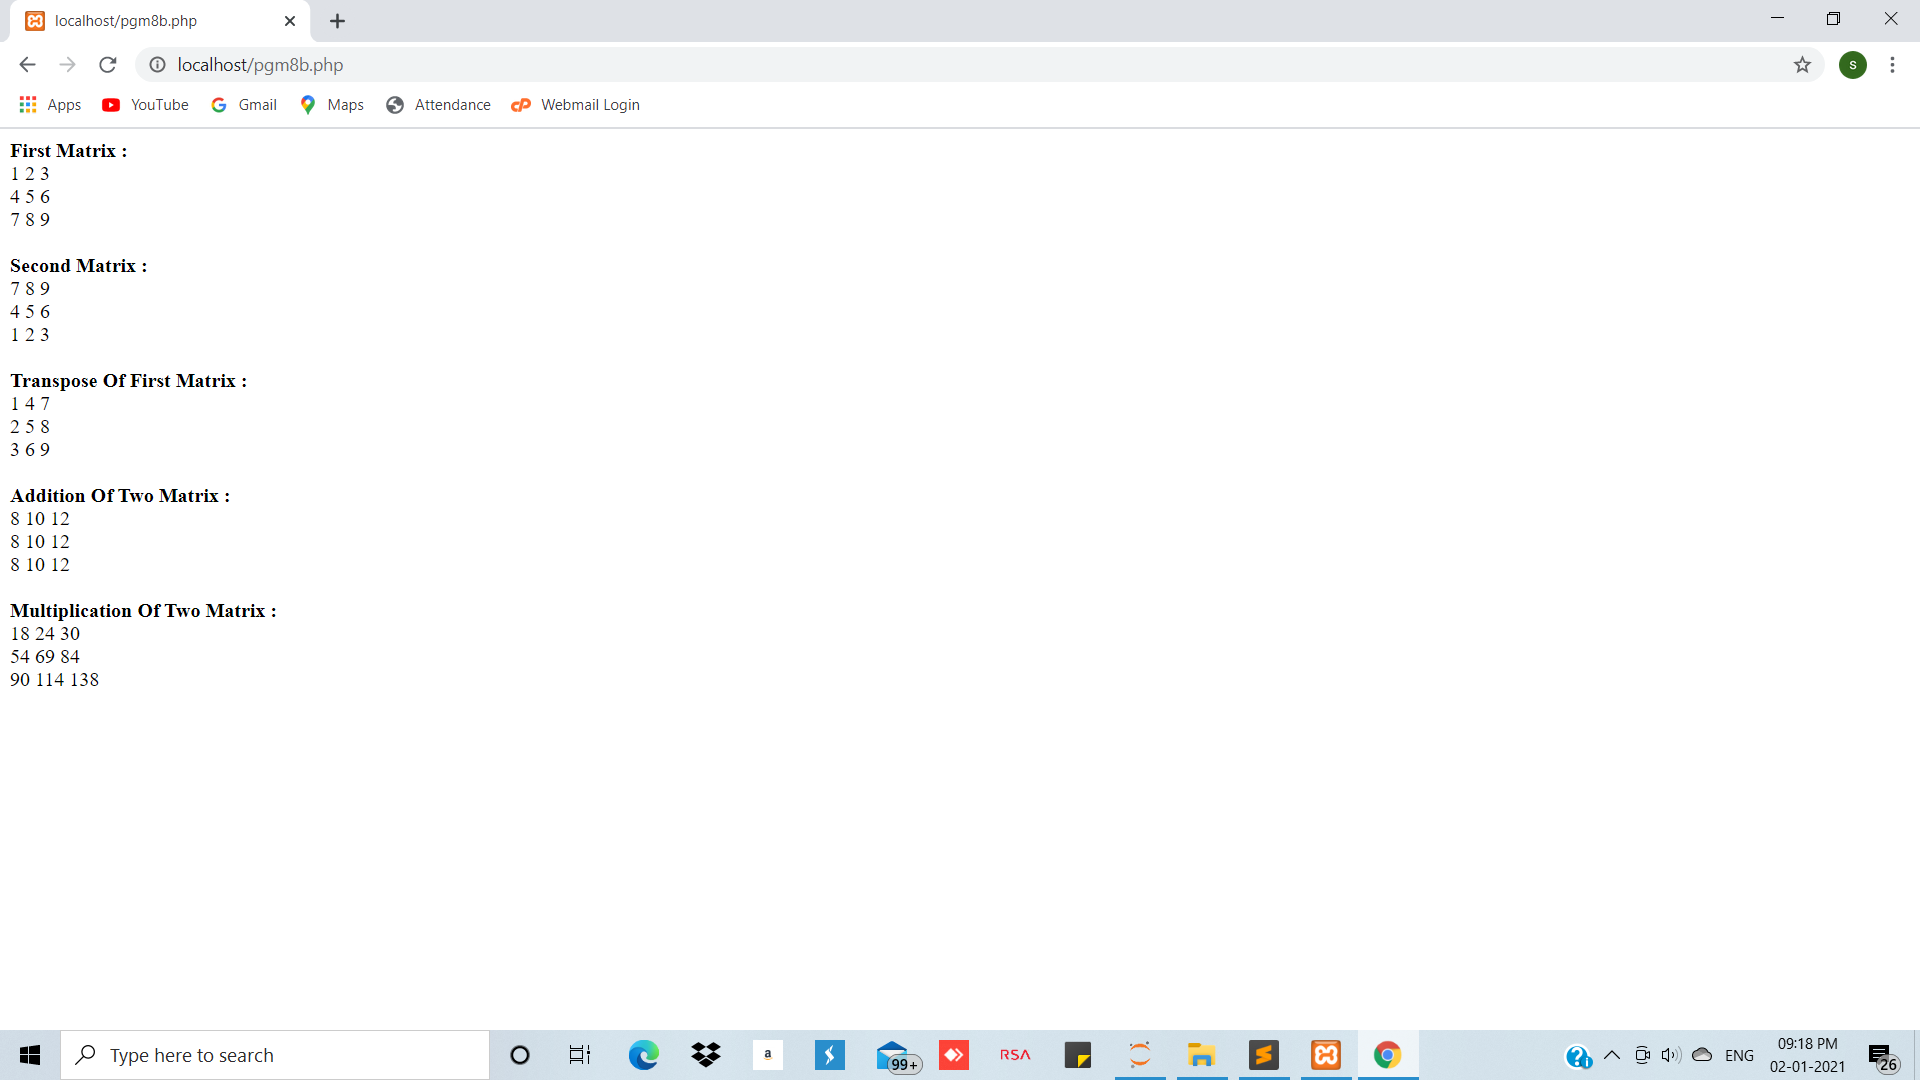 localhost/pgm8b.php
localhost/pgm8b.php
s
Apps YouTube Gmail Maps Attendance Webmail Login
First Matrix :
1 2 3
4 5 6
7 8 9
Second Matrix :
7 8 9
4 5 6
1 2 3
Transpose Of First Matrix :
1 4 7
2 5 8
3 6 9
Addition Of Two Matrix :
8 10 12
8 10 12
8 10 12
Multiplication Of Two Matrix :
18 24 30
54 69 84
90 114 138
Type here to search
a
99+
RSA
ENG
09:18 PM
02-01-2021
26